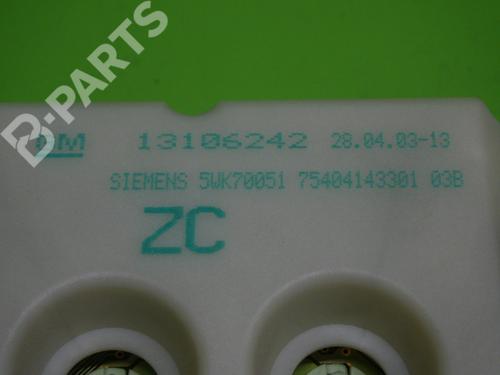 B-PARTS
GM 13106242 28.04.03-13
SIEMENS 5WK70051 75404143301 03B
ZC